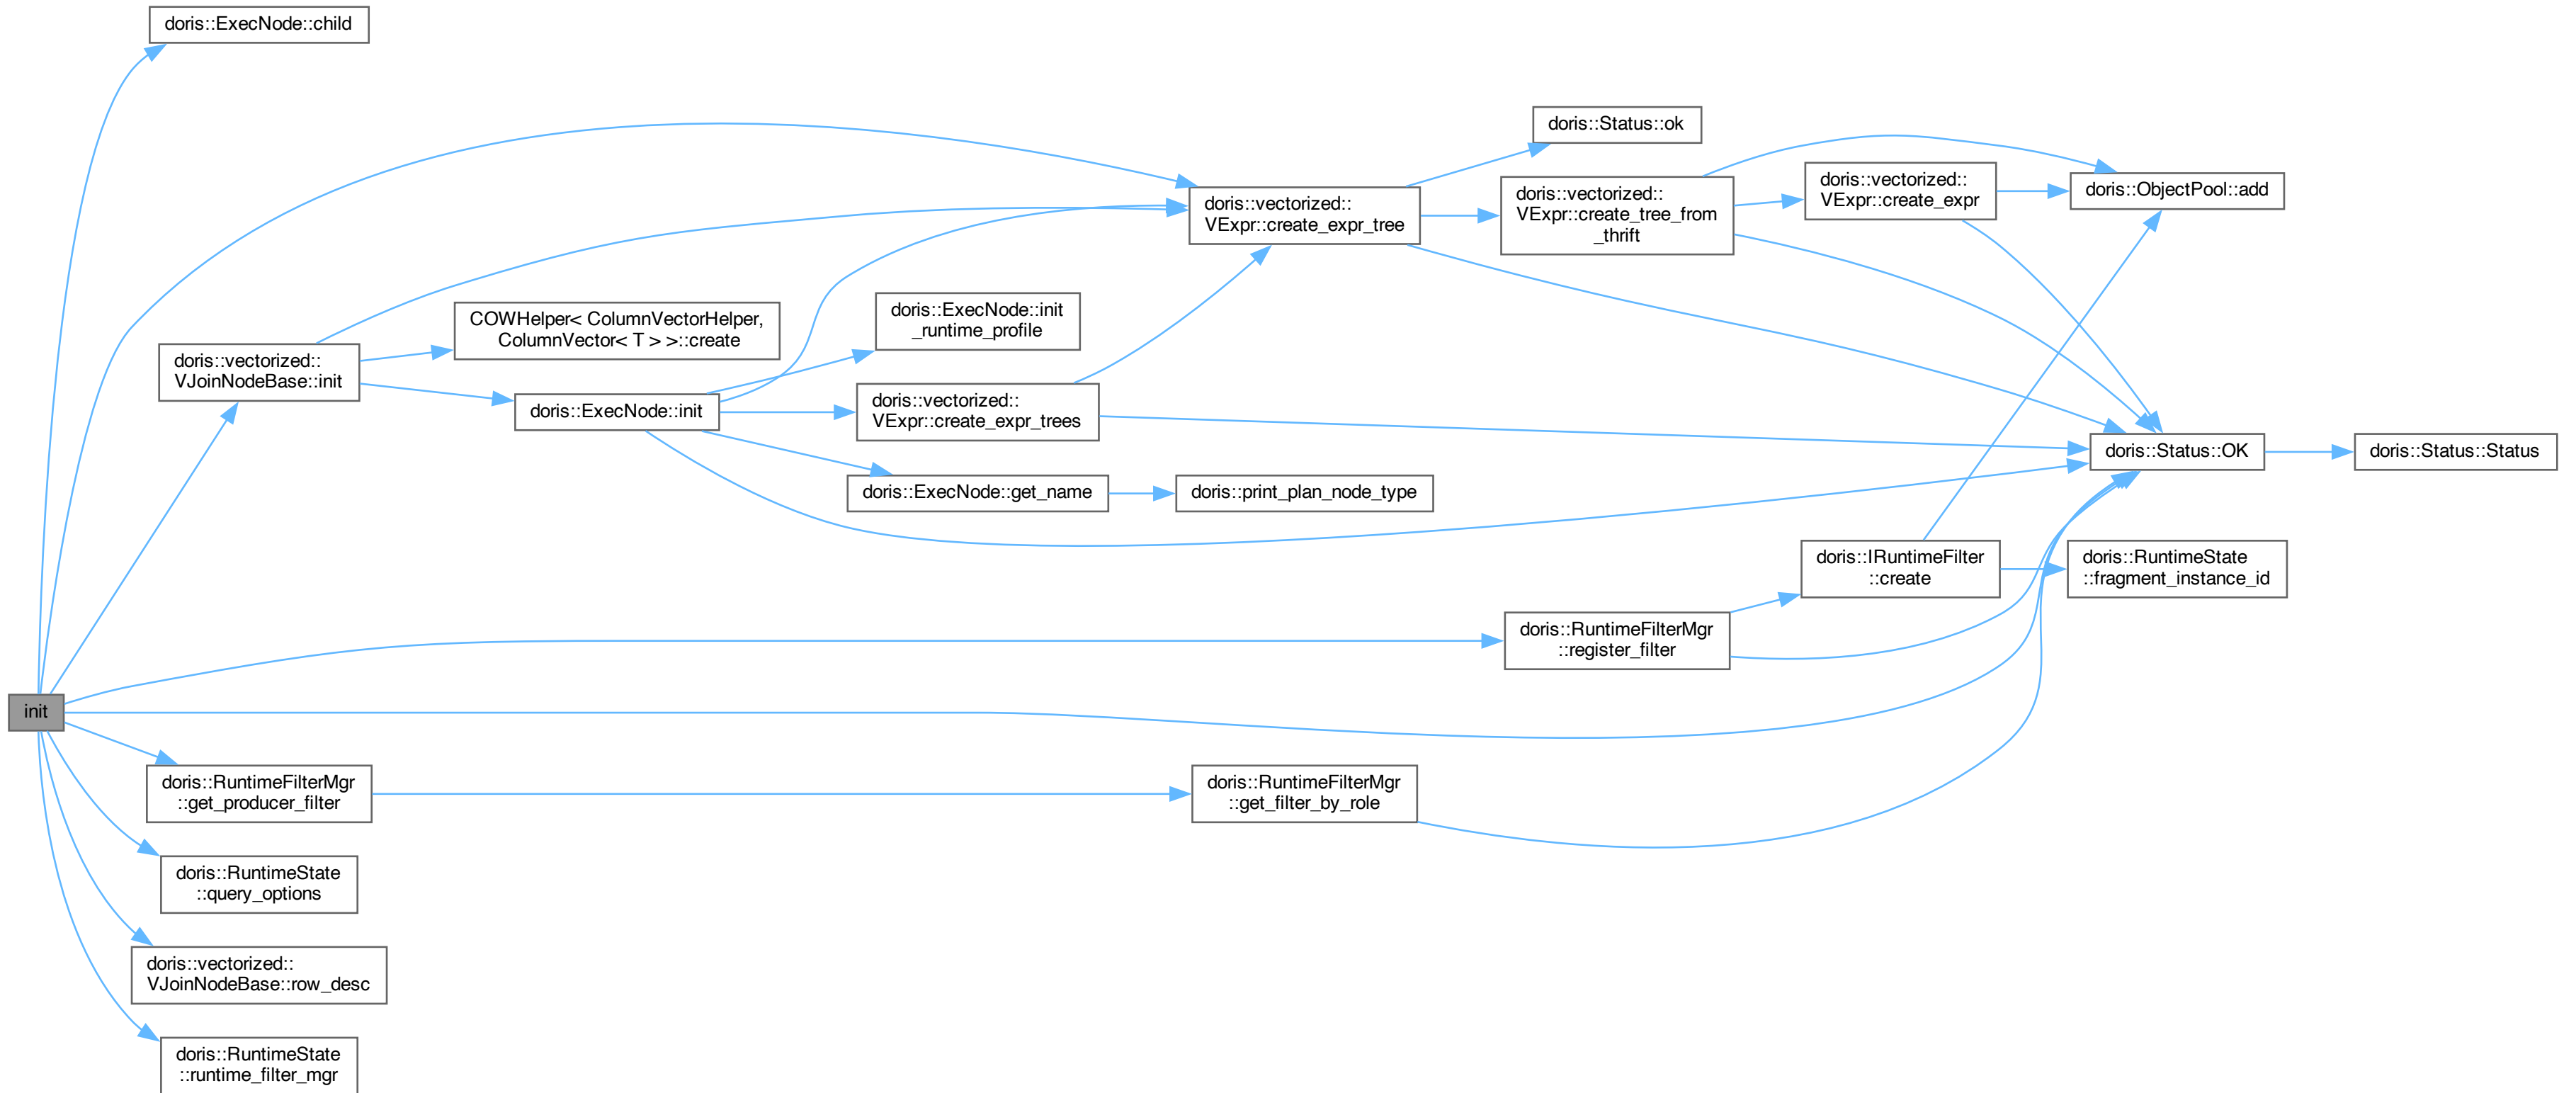 doris::ExecNode::child
doris::Status::ok
doris::vectorized::
VExpr::create_expr_tree
doris::vectorized::
VExpr::create_tree_from
_thrift
doris::vectorized::
VExpr::create_expr
doris::ObjectPool::add
COWHelper< ColumnVectorHelper,
ColumnVector< T > >::create
doris::ExecNode::init
_runtime_profile
doris::vectorized::
VJoinNodeBase::init
doris::ExecNode::init
doris::vectorized::
VExpr::create_expr_trees
doris::Status::OK
doris::Status::Status
doris::ExecNode::get_name
doris::print_plan_node_type
doris::IRuntimeFilter
::create
doris::RuntimeState
::fragment_instance_id
doris::RuntimeFilterMgr
::register_filter
init
doris::RuntimeFilterMgr
::get_producer_filter
doris::RuntimeFilterMgr
::get_filter_by_role
doris::RuntimeState
::query_options
doris::vectorized::
VJoinNodeBase::row_desc
doris::RuntimeState
::runtime_filter_mgr